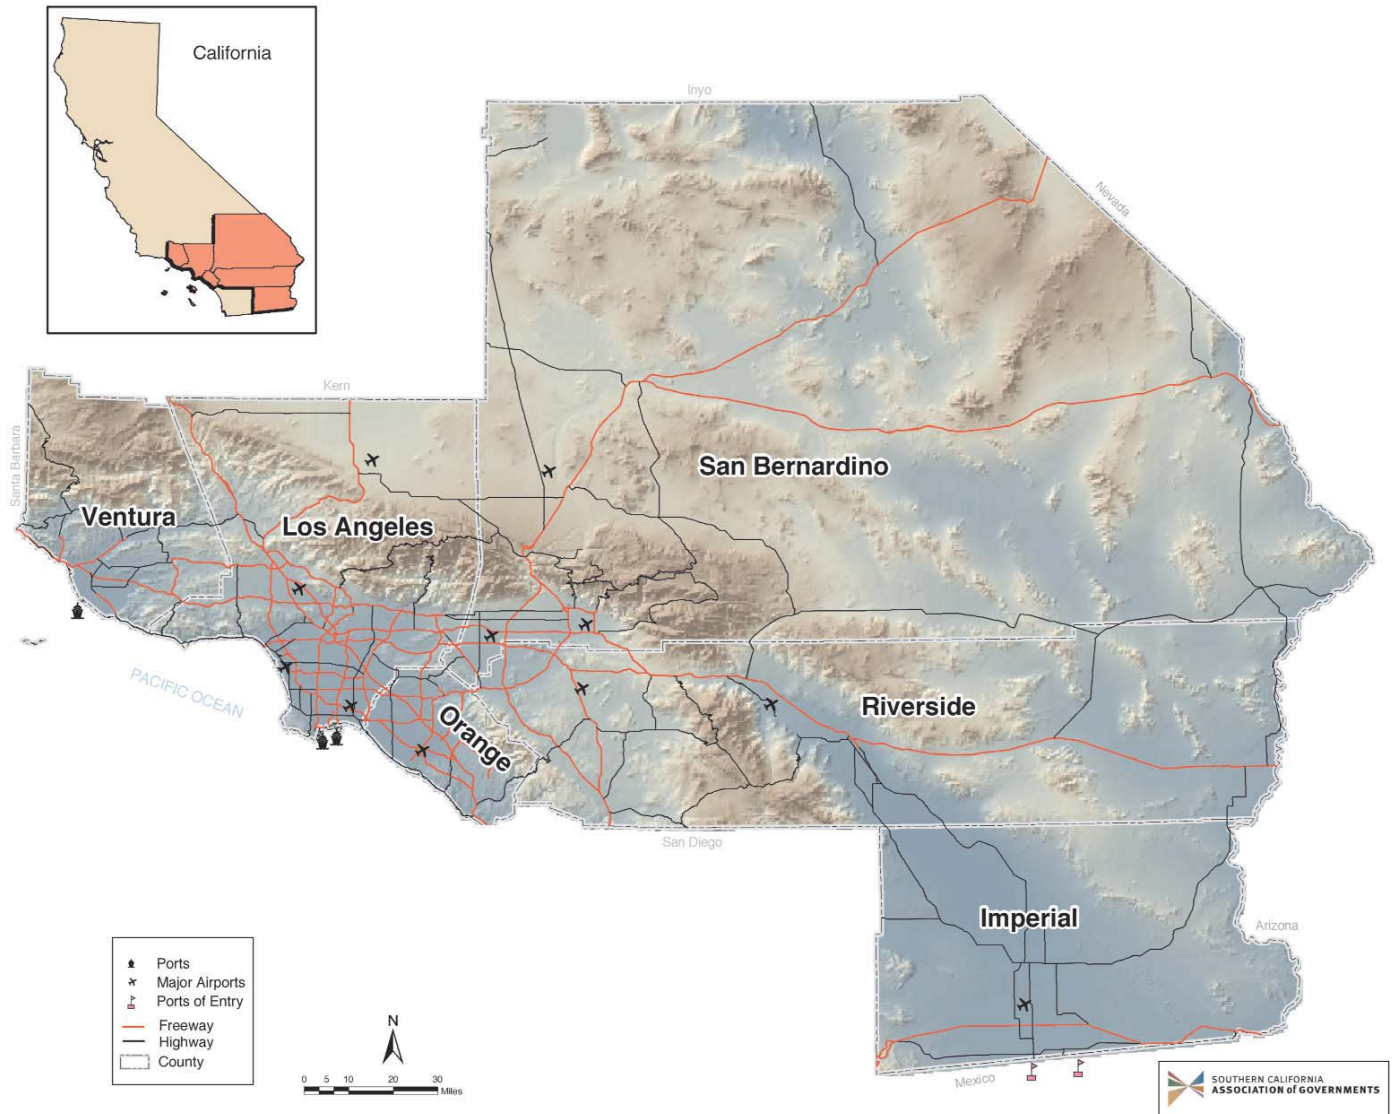 California
Inyo
Nevada
Kern
Santa Barbara
San Bernardino
Ventura
Los Angeles
PACIFIC OCEAN
Riverside
Orange
San Diego
Imperial
Arizona
Mexico
Ports
Major Airports
Ports of Entry
Freeway
Highway
County
N
0 5 10 20 30
Miles
SOUTHERN CALIFORNIA
ASSOCIATION of GOVERNMENTS